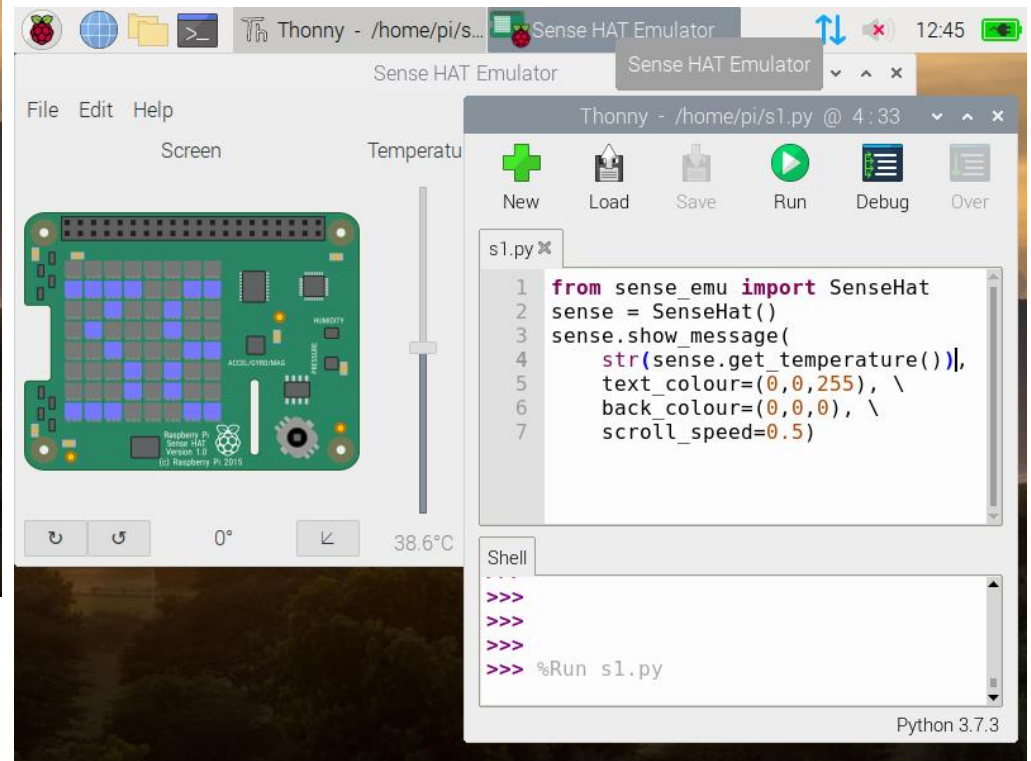 Thonny - /home/pi/s...
Sense HAT Emulator
12:45
Sense HAT Emulator
Sense HAT Emulator
File Edit Help
Screen
Temperatu
HUMIDITY
PRESSURE
ACCEL/GYRO/MAG
Raspberry Pi
Sense HAT
Version 1.0
(c) Raspberry Pi 2015
0°
38.6°C
Thonny - /home/pi/s1.py @ 4 : 33
New Load Save Run Debug Over
s1.py
1 from sense_emu import SenseHat
2 sense = SenseHat()
3 sense.show_message(
4 str(sense.get_temperature()),
5 text_colour=(0,0,255), \
6 back_colour=(0,0,0), \
7 scroll_speed=0.5)
Shell
>>>
>>>
>>>
>>> %Run s1.py
Python 3.7.3